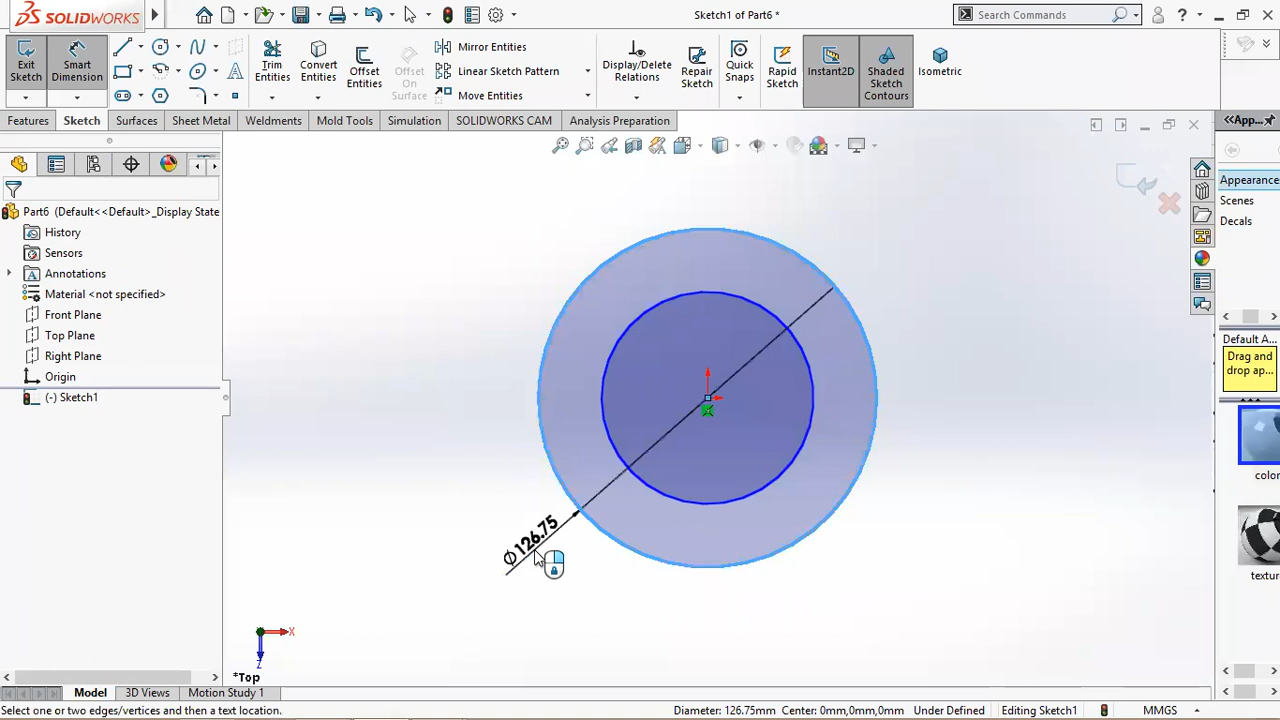 SOLIDWORKS
Sketch1 of Part6 *
Search Commands
Exit Sketch
Smart Dimension
Trim Entities
Convert Entities
Offset Entities
Offset On Surface
Mirror Entities
Linear Sketch Pattern
Move Entities
Display/Delete Relations
Repair Sketch
Quick Snaps
Rapid Sketch
Instant2D
Shaded Sketch Contours
Isometric
Features
Sketch
Surfaces
Sheet Metal
Weldments
Mold Tools
Simulation
SOLIDWORKS CAM
Analysis Preparation
<<App...
Appearance
Scenes
Decals
Part6 (Default<<Default>_Display State
History
Sensors
Annotations
Material <not specified>
Front Plane
Top Plane
Right Plane
Origin
(-) Sketch1
Default A...
Drag and
drop ap...
color
textur
Ø126.75
X
Z
*Top
Model
3D Views
Motion Study 1
Select one or two edges/vertices and then a text location.
Diameter: 126.75mm Center: 0mm,0mm,0mm
Under Defined
Editing Sketch1
MMGS